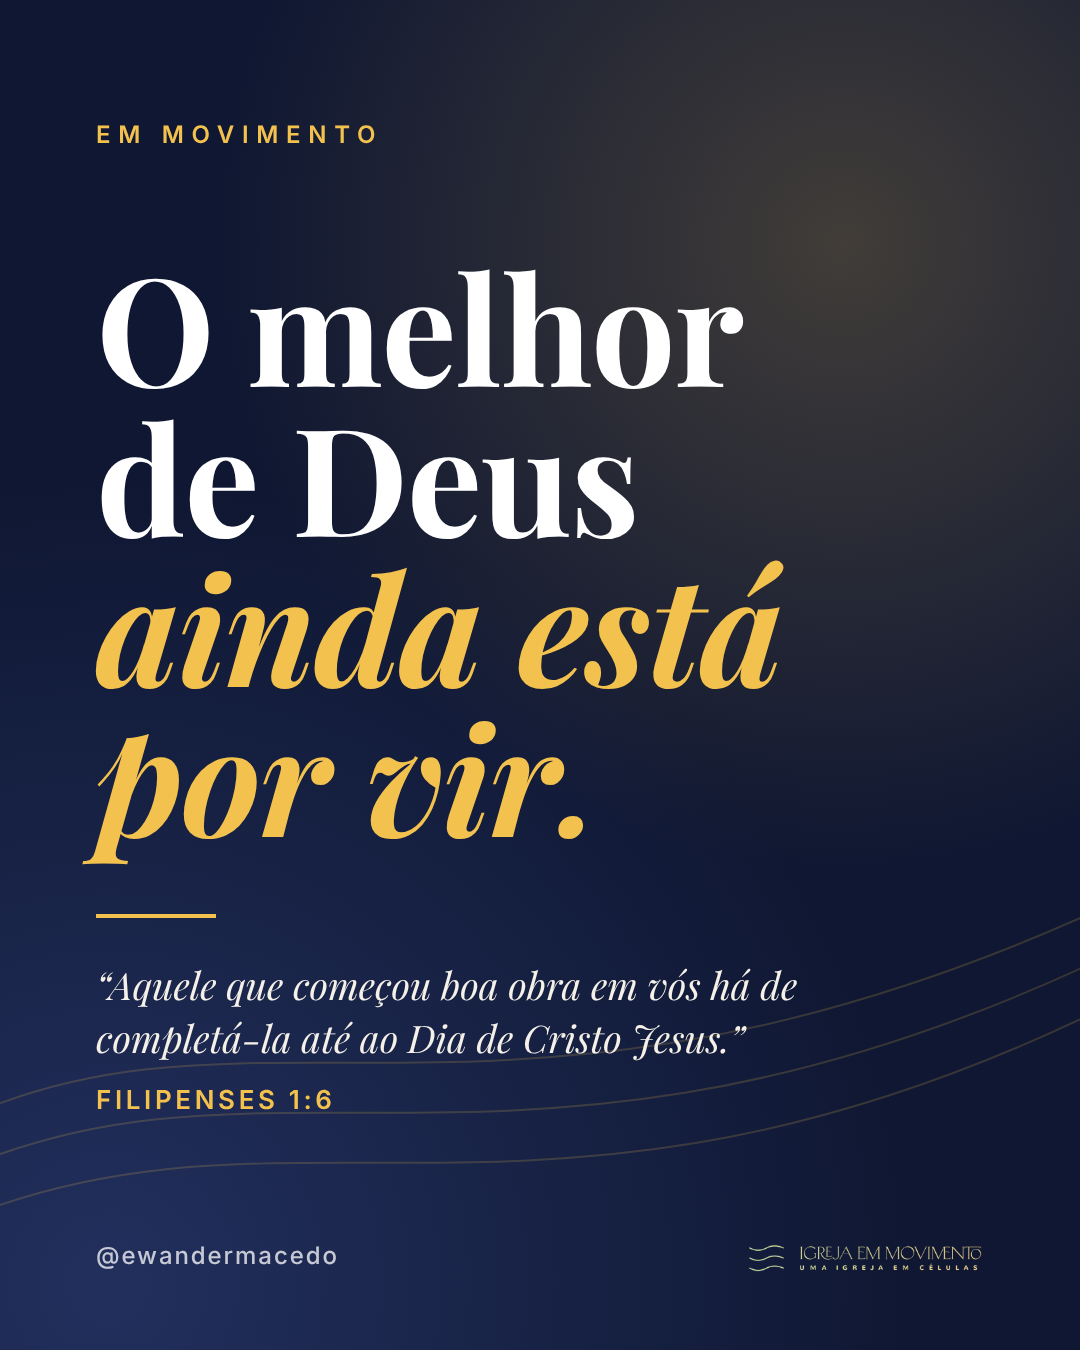 EM MOVIMENTO
O melhor
de Deus
ainda está
por vir.
“Aquele que começou boa obra em vós há de
completá-la até ao Dia de Cristo Jesus.”
FILIPENSES 1:6
@ewandermacedo
IGREJA EM MOVIMENTO
UMA IGREJA EM CÉLULAS